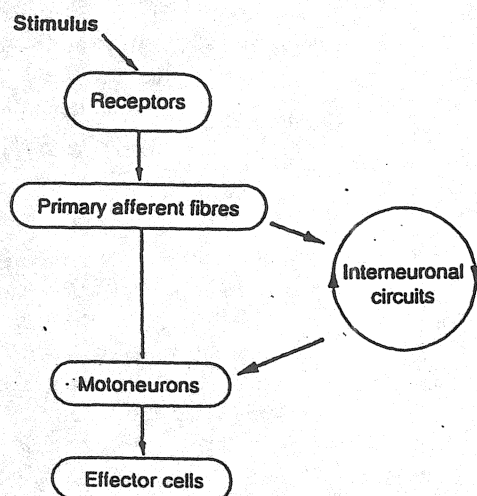 Stimulus
Receptors
Primary afferent fibres
Interneuronal
circuits
Motoneurons
Effector cells